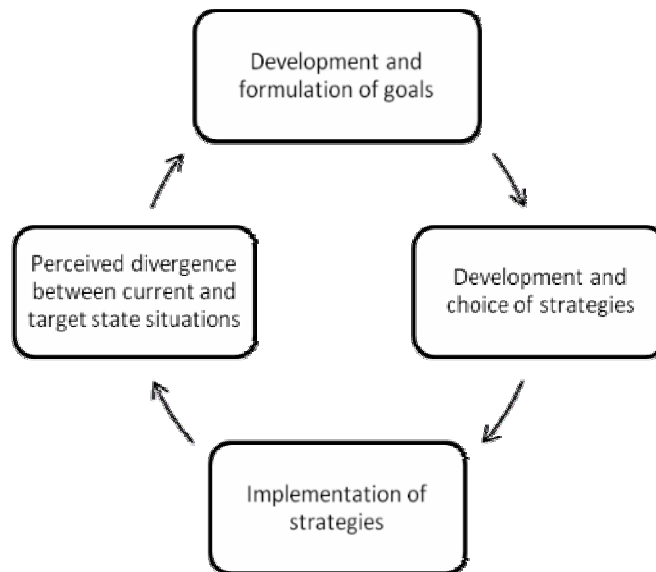 Development and
formulation of goals
Perceived divergence
between current and
target state situations
Development and
choice of strategies
Implementation of
strategies